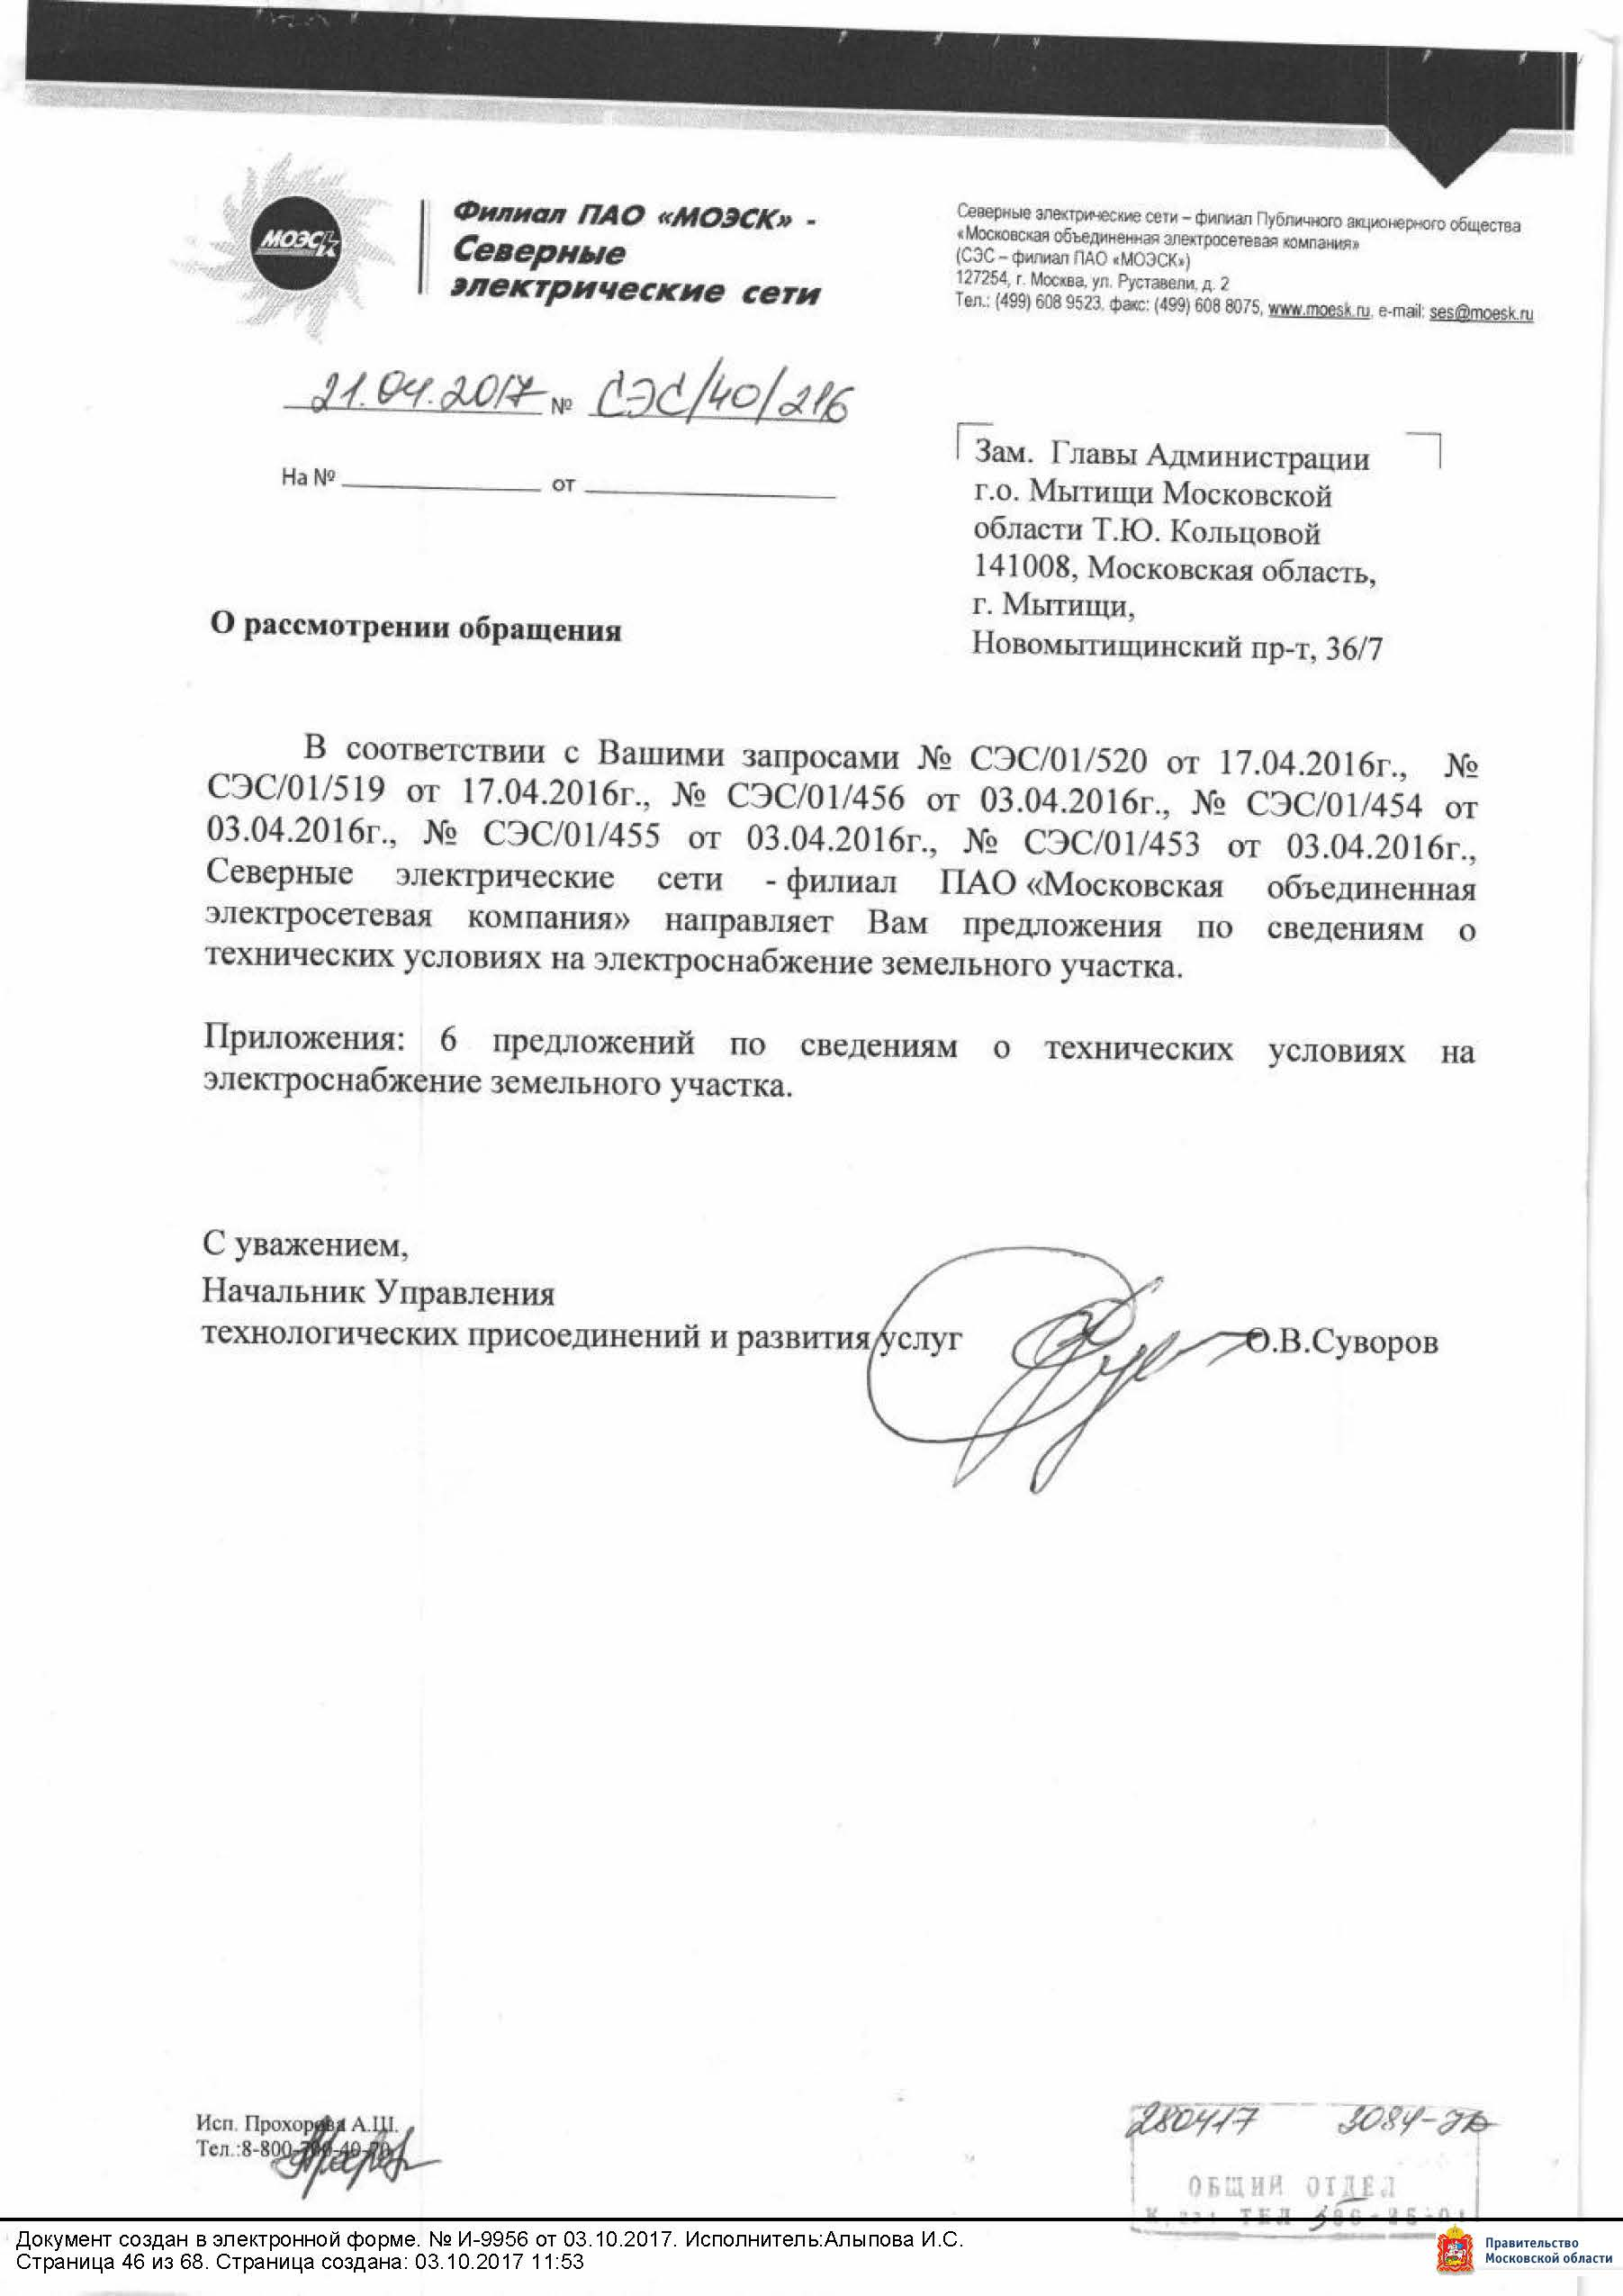 МОЭСК
Филиал ПАО «МОЭСК» -
Северные
электрические сети
Северные электрические сети – филиал Публичного акционерного общества
«Московская объединенная электросетевая компания»
(СЭС – филиал ПАО «МОЭСК»)
127254, г. Москва, ул. Руставели, д. 2
Тел.: (499) 608 9523, факс: (499) 608 8075, www.moesk.ru, e-mail: ses@moesk.ru
21.04.2017 № СЭС/40/216
На № от
Зам. Главы Администрации
г.о. Мытищи Московской
области Т.Ю. Кольцовой
141008, Московская область,
г. Мытищи,
Новомытищинский пр-т, 36/7
О рассмотрении обращения
В соответствии с Вашими запросами № СЭС/01/520 от 17.04.2016г., №
СЭС/01/519 от 17.04.2016г., № СЭС/01/456 от 03.04.2016г., № СЭС/01/454 от
03.04.2016г., № СЭС/01/455 от 03.04.2016г., № СЭС/01/453 от 03.04.2016г.,
Северные электрические сети - филиал ПАО «Московская объединенная
электросетевая компания» направляет Вам предложения по сведениям о
технических условиях на электроснабжение земельного участка.
Приложения: 6 предложений по сведениям о технических условиях на
электроснабжение земельного участка.
С уважением,
Начальник Управления
технологических присоединений и развития услуг
О.В.Суворов
Исп. Прохорова А.Ш.
Тел.:8-800-
280417 3084-
ОБЩИЙ ОТДЕЛ
ТЕЛ
Документ создан в электронной форме. № И-9956 от 03.10.2017. Исполнитель:Алыпова И.С.
Страница 46 из 68. Страница создана: 03.10.2017 11:53
Правительство
Московской области